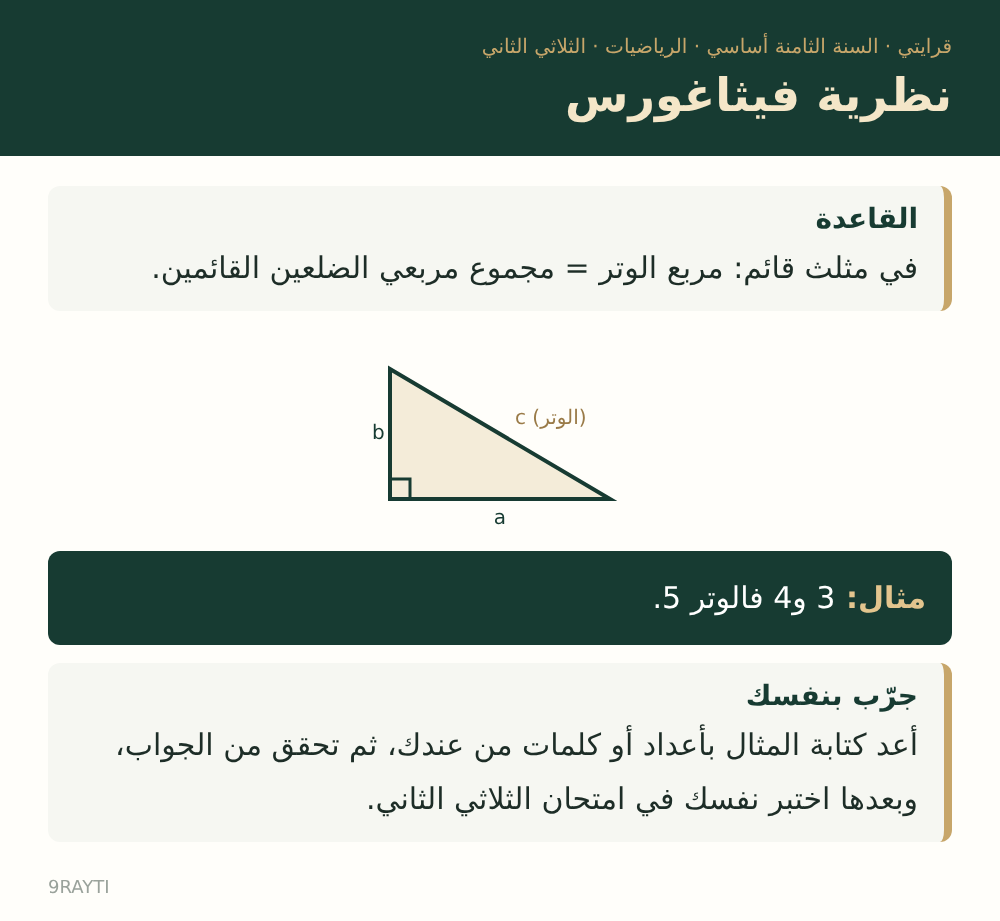 قرايتي · السنة الثامنة أساسي · الرياضيات · الثلاثي الثاني
نظرية فيثاغورس
القاعدة
في مثلث قائم: مربع الوتر = مجموع مربعي الضلعين القائمين.
c (الوتر)
b
a
مثال: 3 و4 فالوتر 5.
جرّب بنفسك
أعد كتابة المثال بأعداد أو كلمات من عندك، ثم تحقق من الجواب،
وبعدها اختبر نفسك في امتحان الثلاثي الثاني.
9RAYTI